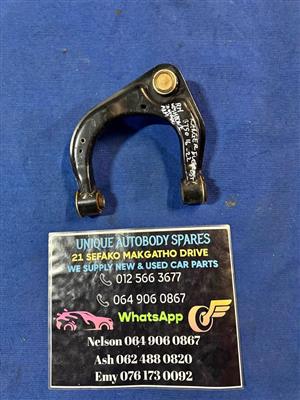 UNIQUE AUTOBODY SPARES
21 SEFAKO MAKGATHO DRIVE
WE SUPPLY NEW & USED CAR PARTS
012 566 3677
064 906 0867
WhatsApp
Nelson 064 906 0867
Ash 062 488 0820
Emy 076 173 0092